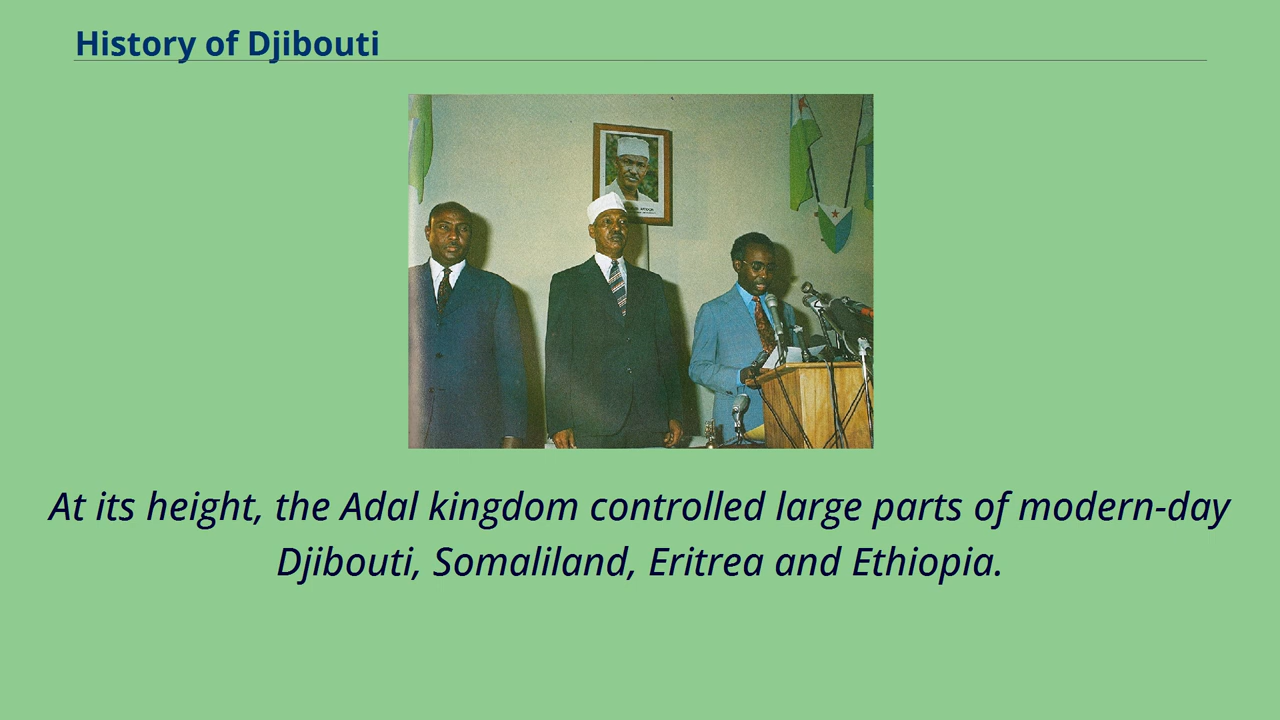 History of Djibouti
At its height, the Adal kingdom controlled large parts of modern-day
Djibouti, Somaliland, Eritrea and Ethiopia.